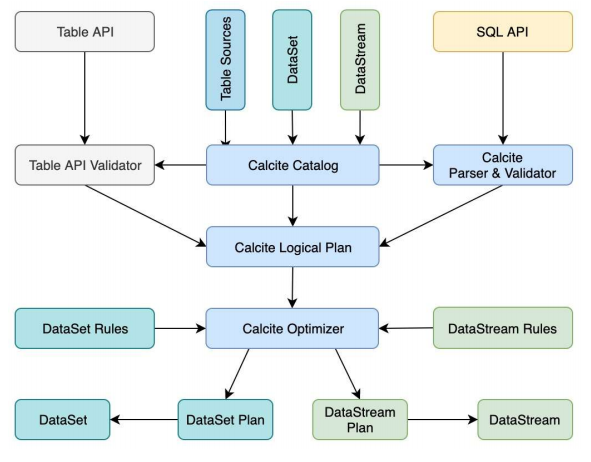 Table API
Table Sources
DataSet
DataStream
SQL API
Table API Validator
Calcite Catalog
Calcite
Parser & Validator
Calcite Logical Plan
DataSet Rules
Calcite Optimizer
DataStream Rules
DataSet
DataSet Plan
DataStream
Plan
DataStream